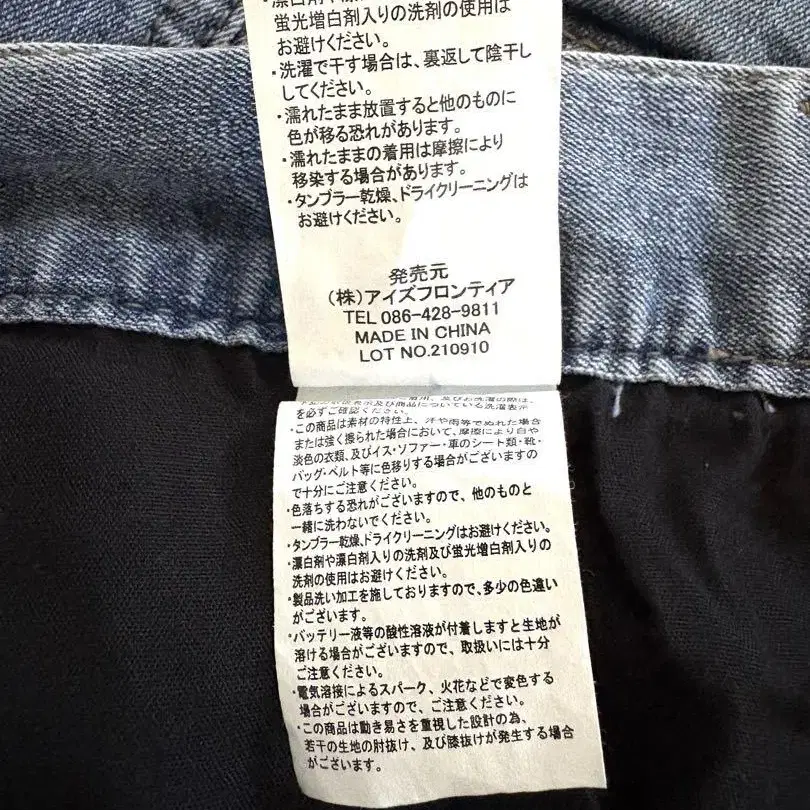 蛍光増白剤入りの洗剤の使用は
お避けください。
・洗濯で干す場合は、裏返して陰干し
してください。
・濡れたまま放置すると他のものに
色が移る恐れがあります。
・濡れたままの着用は摩擦により
移染する場合があります。
・タンブラー乾燥、ドライクリーニングは
お避けください。
発売元
(株)アイズフロンティア
TEL 086-428-9811
MADE IN CHINA
LOT NO.210910
を必ずご確認ください。
・この商品は素材の特性上、汗や雨等でぬれた場合
または強く擦られた場合において、摩擦により白や
淡色の衣類、及びイス・ソファー・車のシート類・靴・
バッグ・ベルト等に色移りする場合がございますの
で十分にご注意ください。
・色落ちする恐れがございますので、他のものと
一緒に洗わないでください。
・タンブラー乾燥、ドライクリーニングはお避けください。
・漂白剤や漂白剤入りの洗剤及び蛍光増白剤入りの
洗剤の使用はお避けください。
・製品洗い加工を施しておりますので、多少の色違い
がございます。
・バッテリー液等の酸性溶液が付着しますと生地が
溶ける場合がございますので、取扱いには十分
ご注意ください。
・電気溶接によるスパーク、火花などで変色する
場合がございますので、ご注意ください。
・この商品は動き易さを重視した設計の為、
若干の生地の肘抜け、及び膝抜けが発生する場合
がございます。